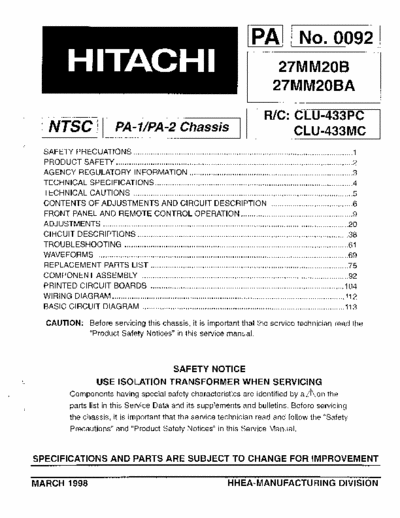 HITACHI
PA No. 0092
27MM20B
27MM20BA
NTSC PA-1/PA-2 Chassis
R/C: CLU-433PC
CLU-433MC
SAFETY PRECUATIONS ........ 1
PRODUCT SAFETY ........ 2
AGENCY REGULATORY INFORMATION ........ 3
TECHNICAL SPECIFICATIONS ........ 4
TECHNICAL CAUTIONS ........ 5
CONTENTS OF ADJUSTMENTS AND CIRCUIT DESCRIPTION ........ 6
FRONT PANEL AND REMOTE CONTROL OPERATION ........ 9
ADJUSTMENTS ........ 20
CIRCUIT DESCRIPTIONS ........ 38
TROUBLESHOOTING ........ 61
WAVEFORMS ........ 69
REPLACEMENT PARTS LIST ........ 75
COMPONENT ASSEMBLY ........ 92
PRINTED CIRCUIT BOARDS ........ 104
WIRING DIAGRAM ........ 112
BASIC CIRCUIT DIAGRAM ........ 113
CAUTION: Before servicing this chassis, it is important that the service technician read the
"Product Safety Notices" in this service manual.
SAFETY NOTICE
USE ISOLATION TRANSFORMER WHEN SERVICING
Components having special safety characteristics are identified by a ⚠ on the
parts list in this Service Data and its supplements and bulletins. Before servicing
the chassis, it is important that the service technician read and follow the "Safety
Precautions" and "Product Safety Notices" in this Service Manual.
SPECIFICATIONS AND PARTS ARE SUBJECT TO CHANGE FOR IMPROVEMENT
MARCH 1998 HHEA-MANUFACTURING DIVISION